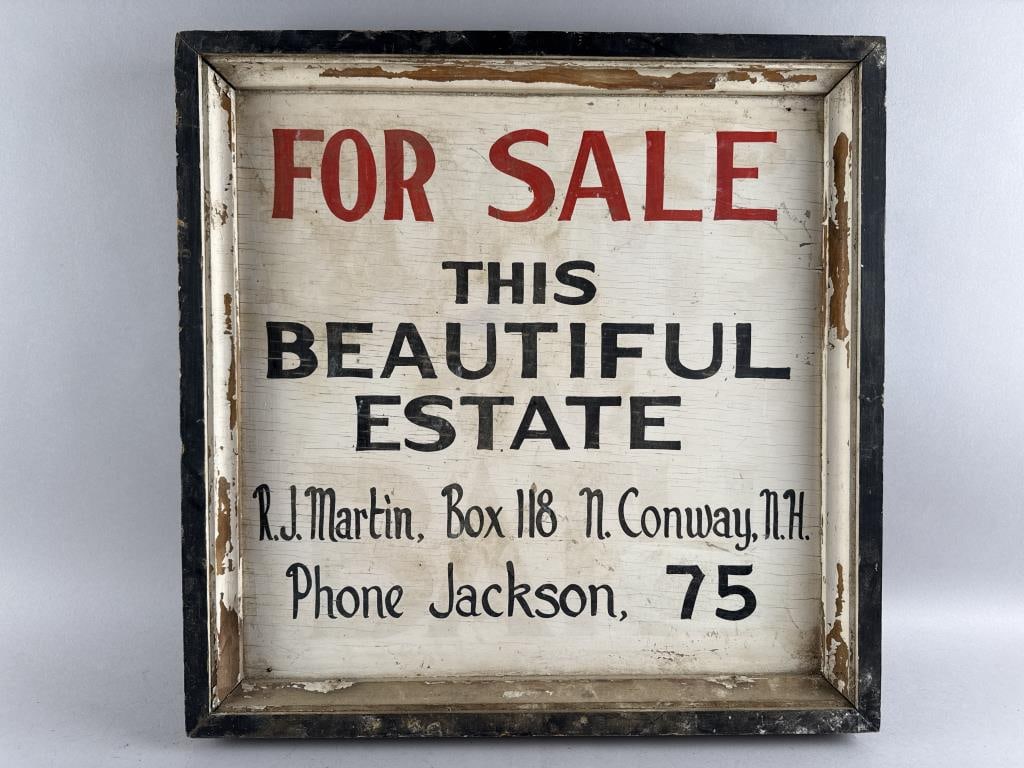 FOR SALE
THIS
BEAUTIFUL
ESTATE
R.J. Martin, Box 118 N. Conway, N.H.
Phone Jackson, 75